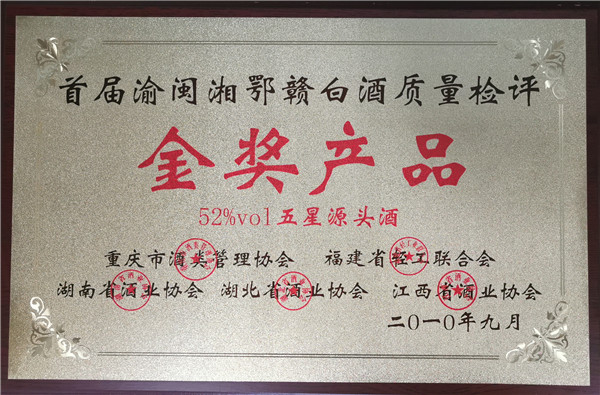 首届渝闽湘鄂赣白酒质量检评
金奖产品
52%vol五星源头酒
重庆市酒类管理协会 福建省轻工联合会
湖南省酒业协会 湖北省酒业协会 江西省酒业协会
二〇一〇年九月